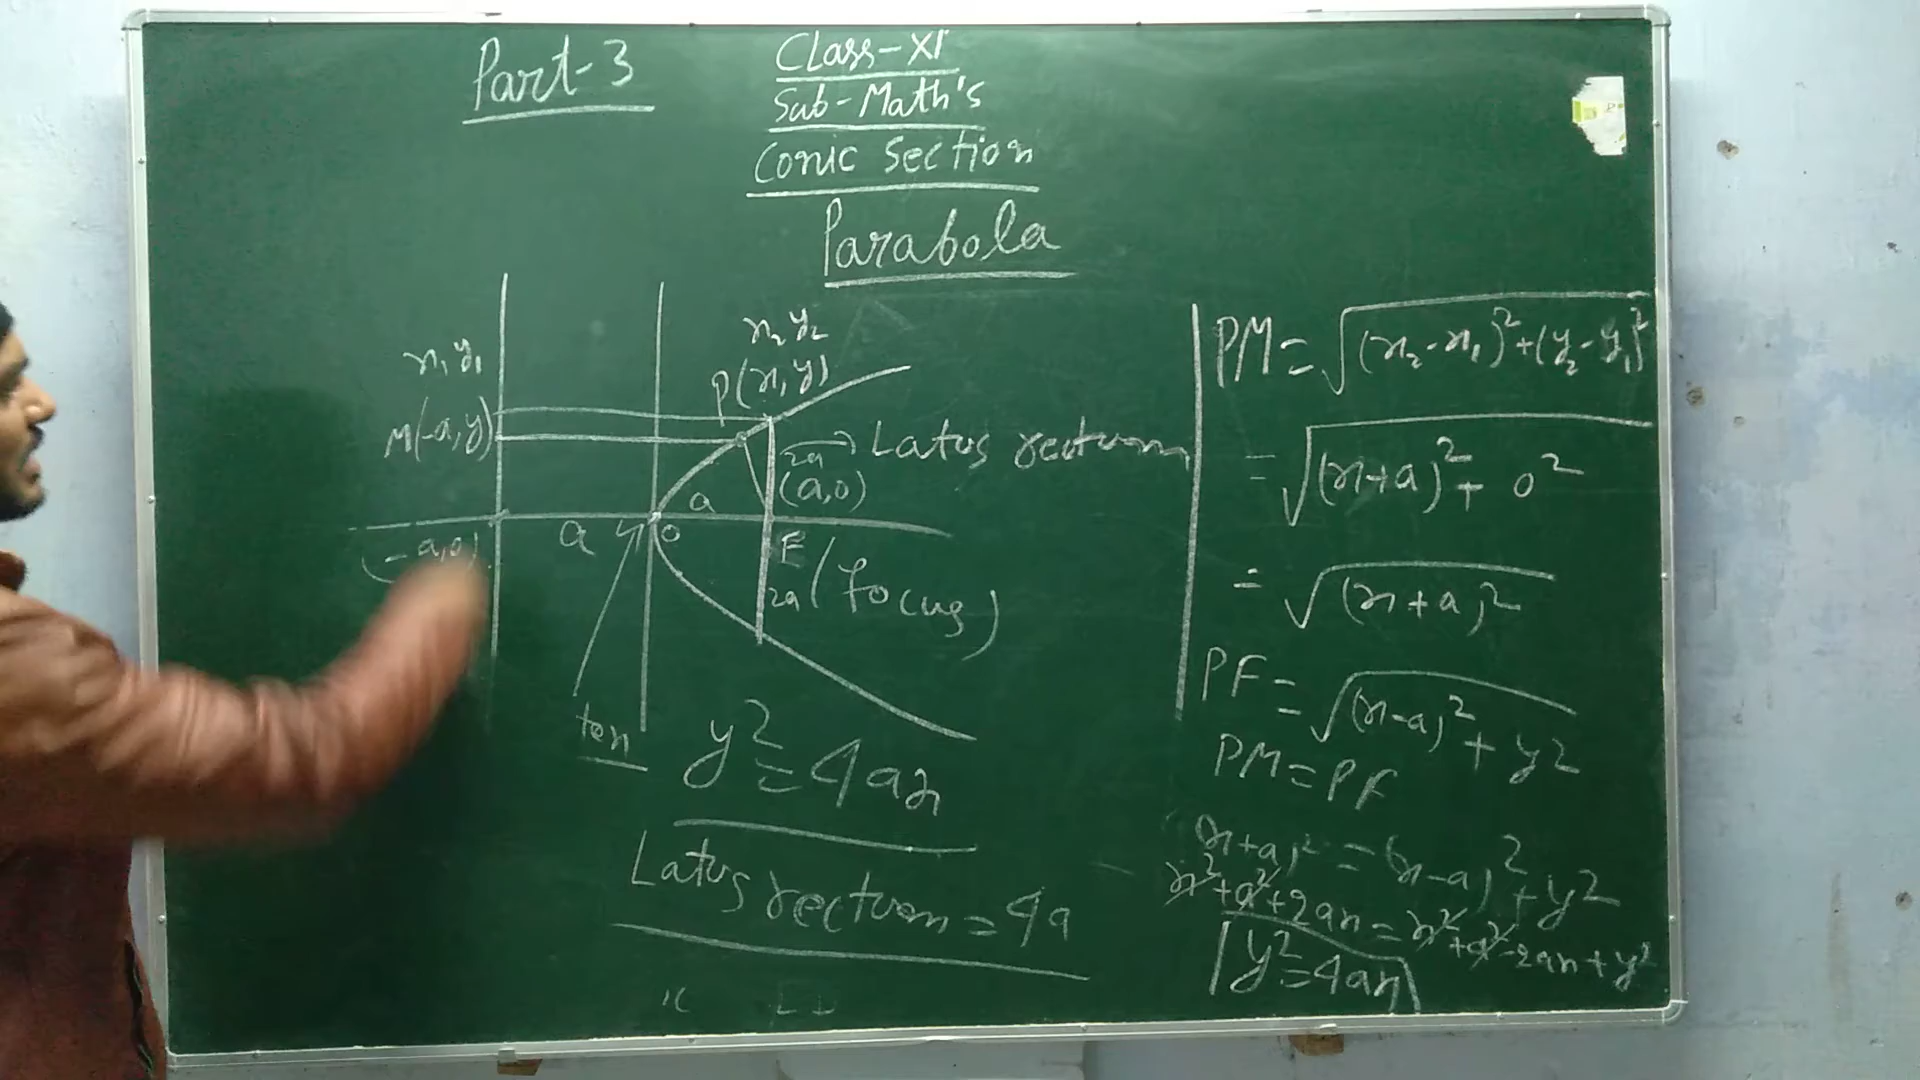 Part-3
Class-XI
Sub-Math's
Conic Section
Parabola
x₁ y₁
M(-a, y)
x₂ y₂
P(x, y)
2a → Latus rectum
(a, 0)
a
a
0
(-a, 0)
F
(focus)
2a
y² = 4ax
Latus rectum = 4a
PM = √(x₂-x₁)²+(y₂-y₁)²
= √(x+a)² + 0²
= √(x+a)²
PF = √(x-a)² + y²
PM = PF
x+a)² = (x-a)² + y²
x²+a²+2ax = x²+a²-2ax+y²
y² = 4ax